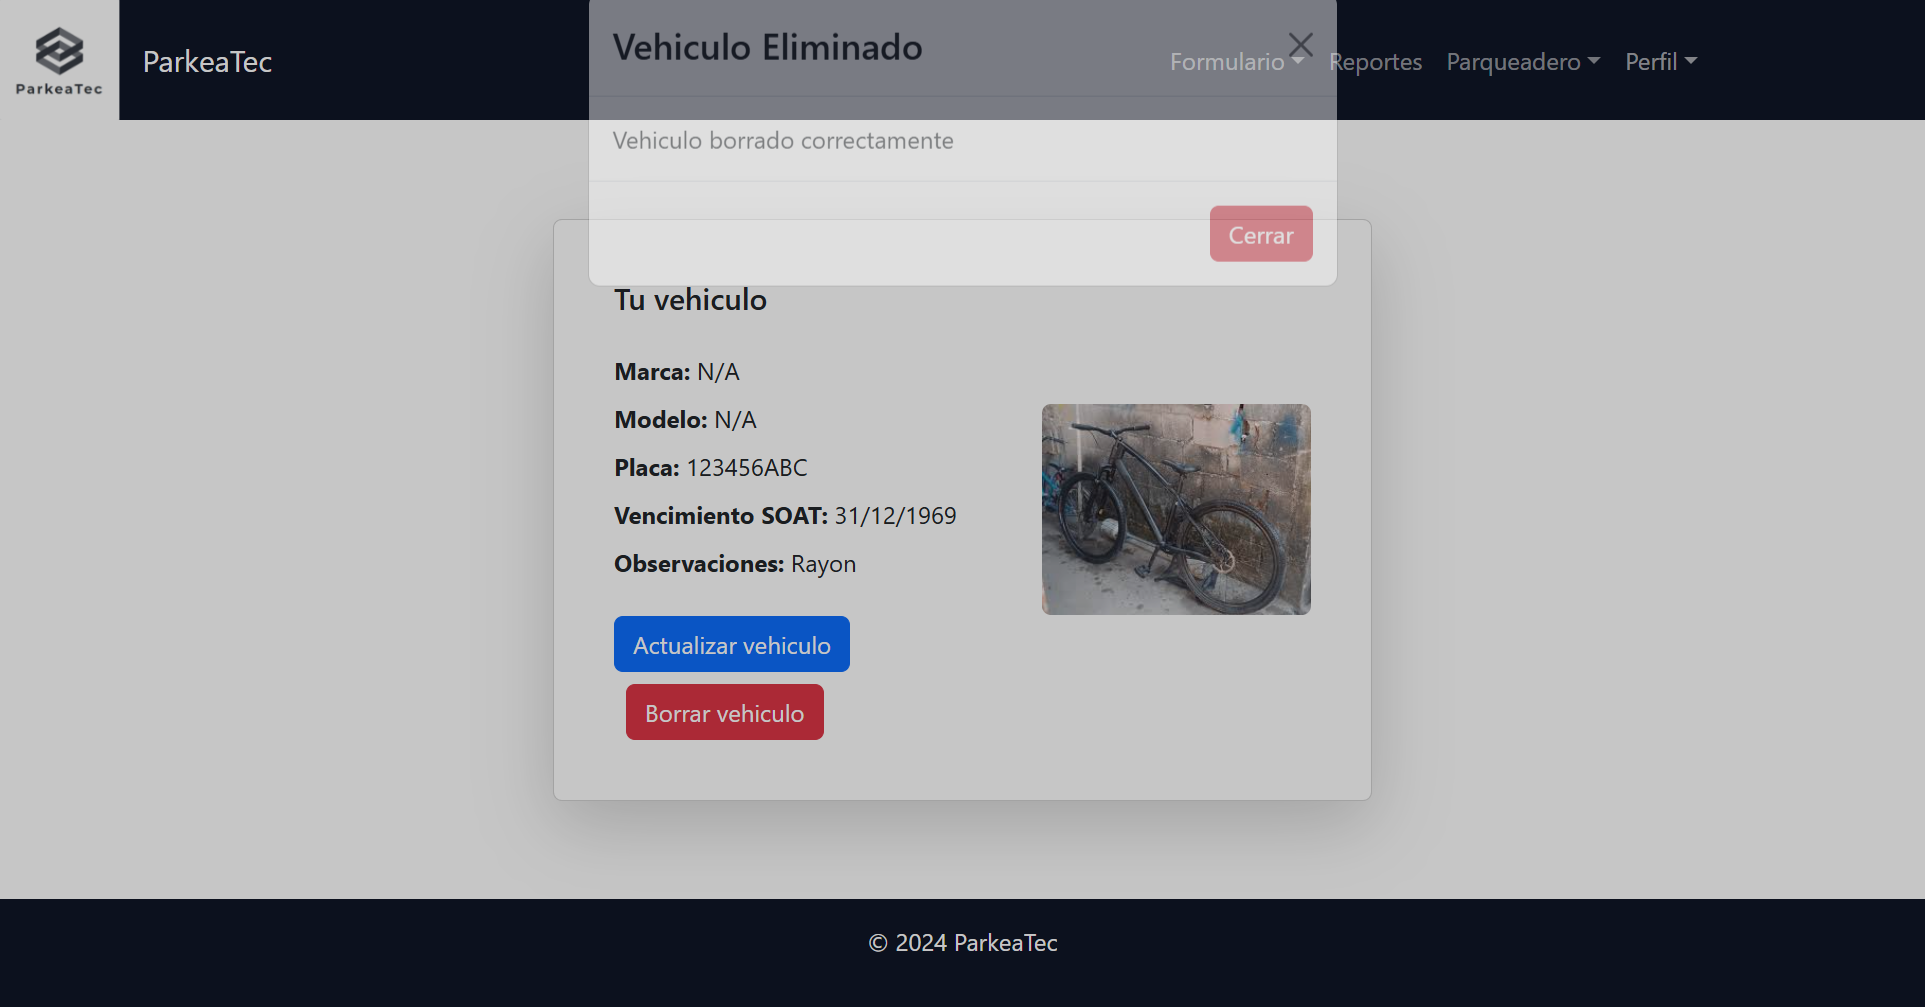 ParkeaTec
ParkeaTec
Formulario
Reportes
Parqueadero
Perfil
Vehiculo Eliminado
Vehiculo borrado correctamente
Cerrar
Tu vehiculo
Marca: N/A
Modelo: N/A
Placa: 123456ABC
Vencimiento SOAT: 31/12/1969
Observaciones: Rayon
Actualizar vehiculo
Borrar vehiculo
© 2024 ParkeaTec